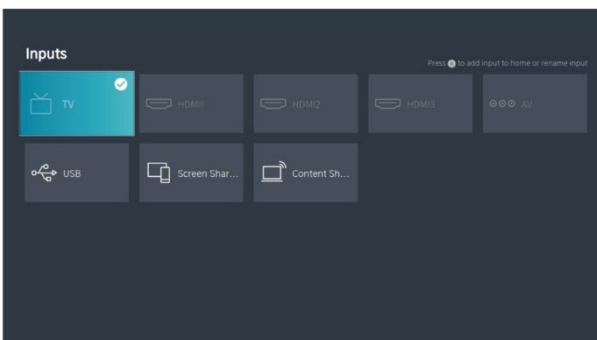 Inputs
Press to add input to home or rename input
TV
HDMI1
HDMI2
HDMI3
AV
USB
Screen Shar...
Content Sh...